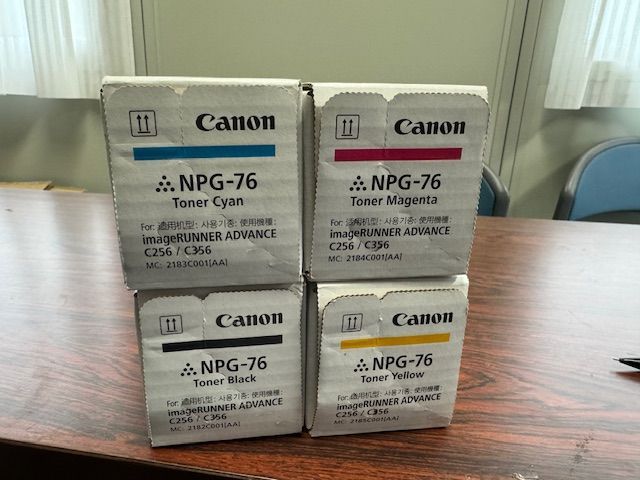 Canon
NPG-76
Toner Cyan
For: 适用机型: 사용기종: 使用機種:
imageRUNNER ADVANCE
C256 / C356
MC: 2183C001[AA]
Canon
NPG-76
Toner Magenta
For: 适用机型: 사용기종: 使用機種:
imageRUNNER ADVANCE
C256 / C356
MC: 2184C001[AA]
Canon
NPG-76
Toner Black
For: 适用机型: 사용기종: 使用機種:
imageRUNNER ADVANCE
C256 / C356
MC: 2182C001[AA]
Canon
NPG-76
Toner Yellow
For: 适用机型: 사용기종: 使用機種:
imageRUNNER ADVANCE
C256 / C356
MC: 2185C001[AA]